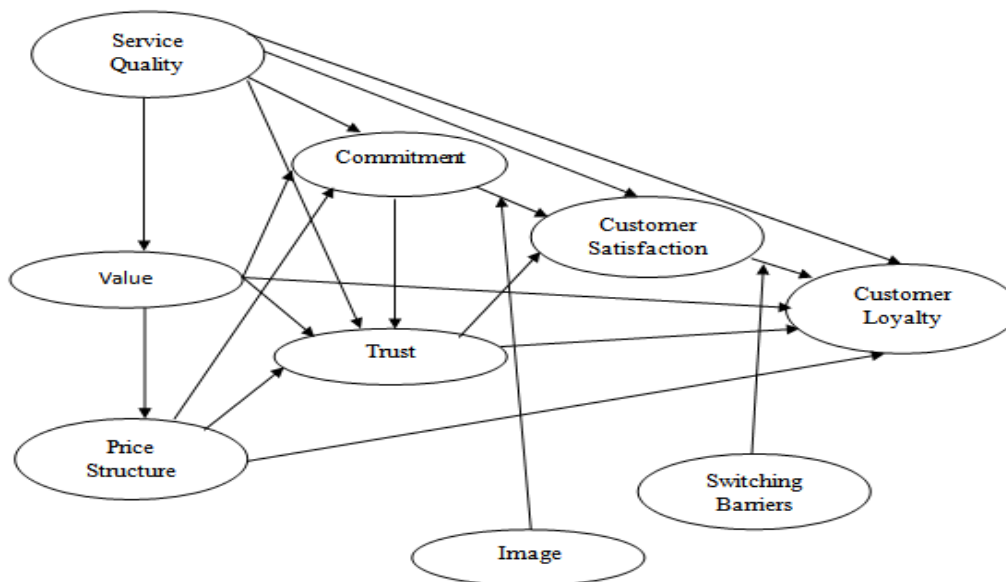 Service
Quality
Commitment
Customer
Satisfaction
Value
Customer
Loyalty
Trust
Price
Structure
Switching
Barriers
Image